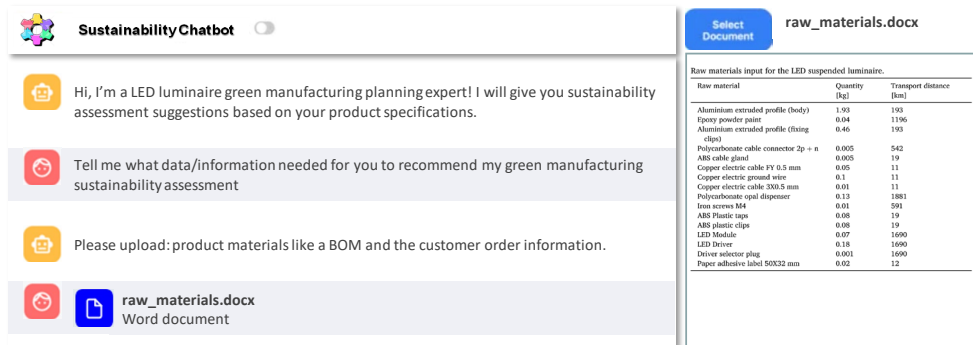 Sustainability Chatbot
Hi, I'm a LED luminaire green manufacturing planning expert! I will give you sustainability
assessment suggestions based on your product specifications.
Tell me what data/information needed for you to recommend my green manufacturing
sustainability assessment
Please upload: product materials like a BOM and the customer order information.
raw_materials.docx
Word document
Select
Document
raw_materials.docx
Raw materials input for the LED suspended luminaire.
Raw material Quantity Transport distance
[kg] [km]
Aluminium extruded profile (body) 1.93 193
Epoxy powder paint 0.04 1196
Aluminium extruded profile (fixing 0.46 193
clips)
Polycarbonate cable connector 2p + n 0.005 542
ABS cable gland 0.005 19
Copper electric cable FY 0.5 mm 0.05 11
Copper electric ground wire 0.1 11
Copper electric cable 3X0.5 mm 0.01 11
Polycarbonate opal dispenser 0.13 1881
Iron screws M4 0.01 591
ABS Plastic taps 0.08 19
ABS plastic clips 0.08 19
LED Module 0.07 1690
LED Driver 0.18 1690
Driver selector plug 0.001 1690
Paper adhesive label 50X32 mm 0.02 12